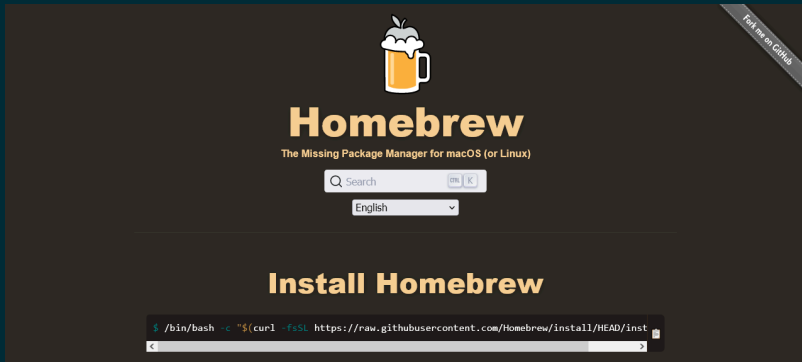 Fork me on GitHub
Homebrew
The Missing Package Manager for macOS (or Linux)
Search K
English
Install Homebrew
$ /bin/bash -c "$(curl -fsSL https://raw.githubusercontent.com/Homebrew/install/HEAD/inst